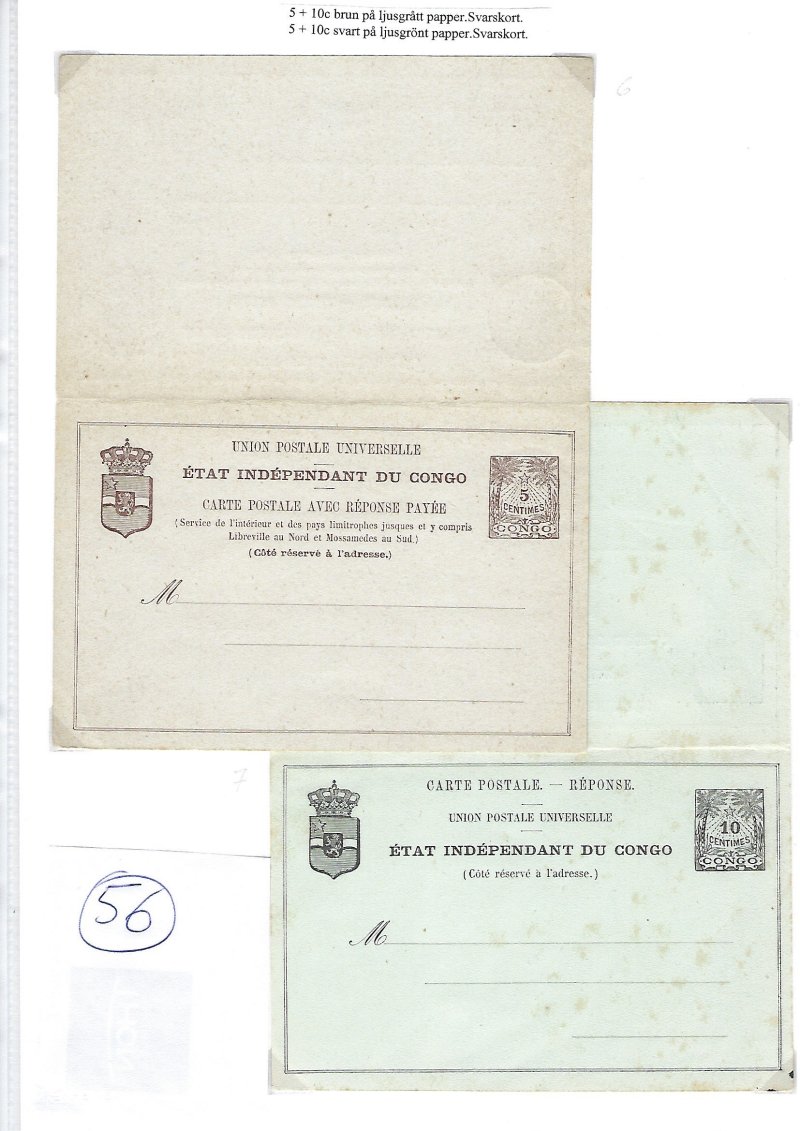 5 + 10c brun på ljusgrått papper.Svarskort.
5 + 10c svart på ljusgrönt papper.Svarskort.
6
UNION POSTALE UNIVERSELLE
ÉTAT INDÉPENDANT DU CONGO
CARTE POSTALE AVEC RÉPONSE PAYÉE
(Service de l'intérieur et des pays limitrophes jusques et y compris
Libreville au Nord et Mossamedes au Sud.)
(Côté réservé à l'adresse.)
5
CENTIMES
CONGO
M
7
CARTE POSTALE. — RÉPONSE.
UNION POSTALE UNIVERSELLE
ÉTAT INDÉPENDANT DU CONGO
(Côté réservé à l'adresse.)
10
CENTIMES
CONGO
M
56